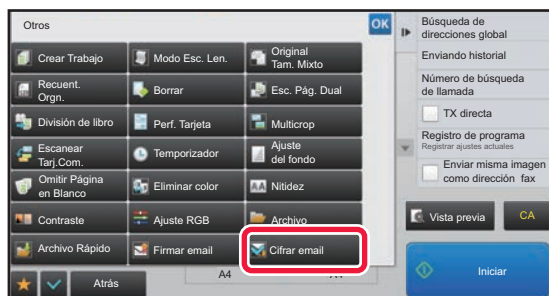 Otros
OK
Crear Trabajo
Modo Esc. Len.
Original
Tam. Mixto
Recuent.
Orgn.
Borrar
Esc. Pág. Dual
División de libro
Perf. Tarjeta
Multicrop
Escanear
Tarj.Com.
Temporizador
Ajuste
del fondo
Omitir Página
en Blanco
Eliminar color
AA Nitidez
Contraste
Ajuste RGB
Archivo
Archivo Rápido
Firmar email
Cifrar email
Atrás
A4
Búsqueda de
direcciones global
Enviando historial
Número de búsqueda
de llamada
TX directa
Registro de programa
Registrar ajustes actuales
Enviar misma imagen
como dirección fax
Vista previa
CA
Iniciar